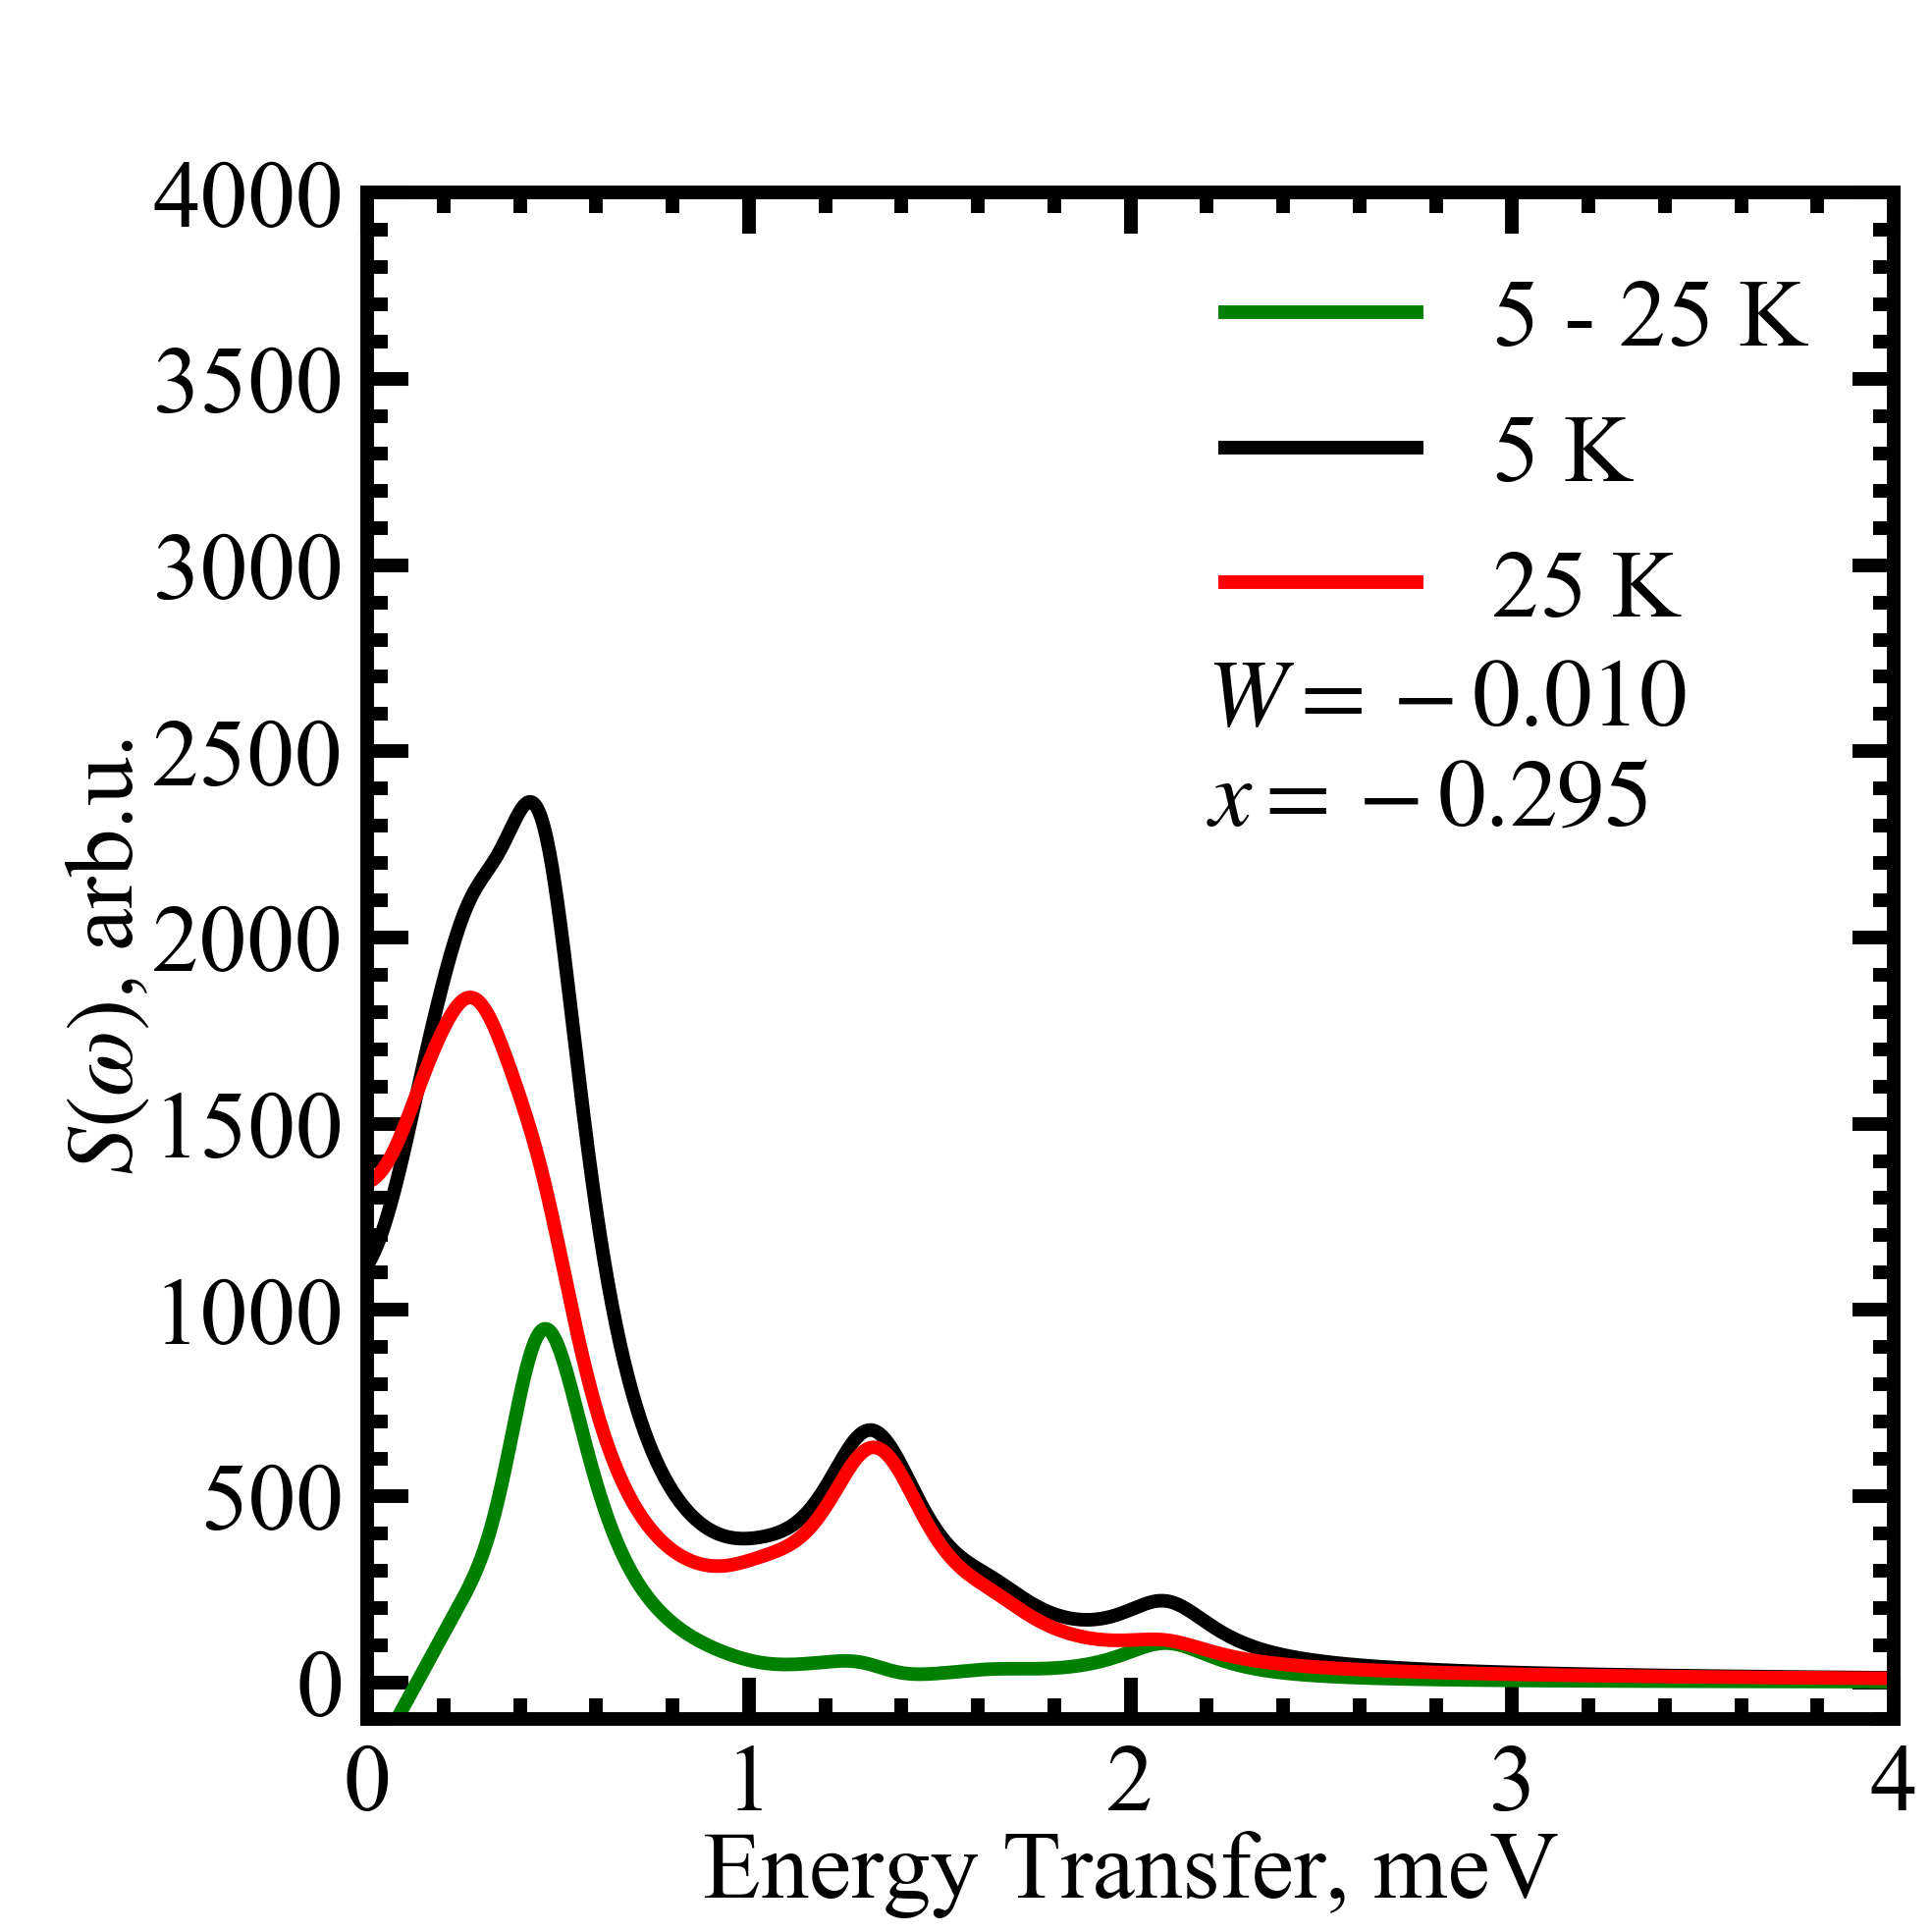 4000
3500
3000
2500
2000
1500
1000
500
0
S(ω), arb.u.
5 - 25 K
5 K
25 K
W = −0.010
x = −0.295
0 1 2 3 4
Energy Transfer, meV